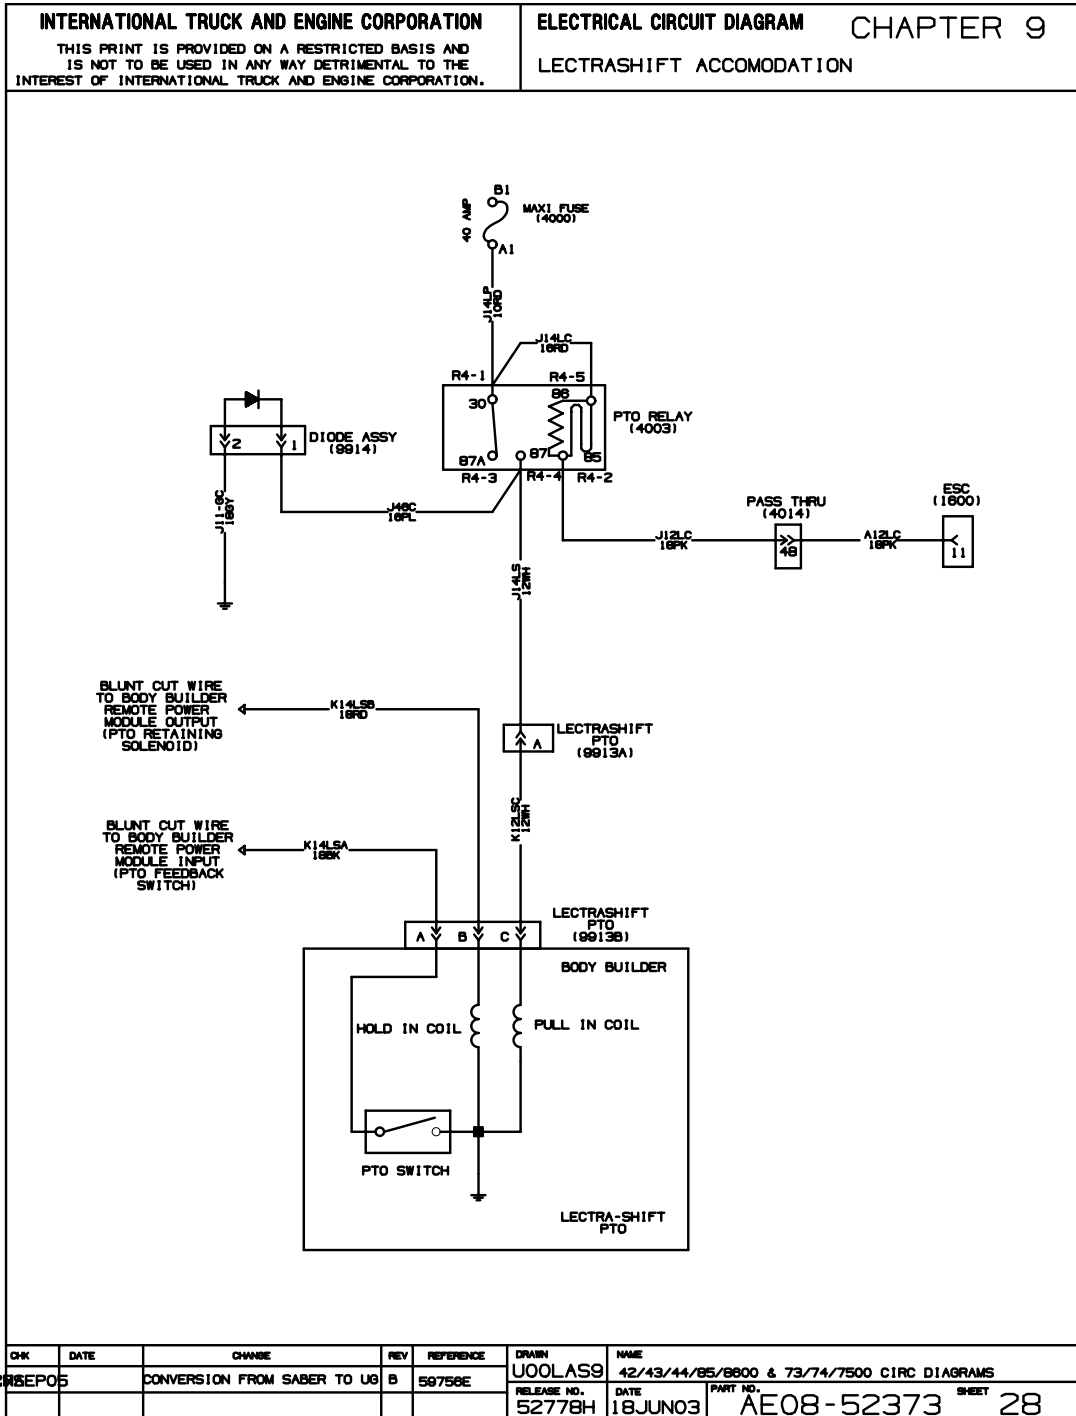 INTERNATIONAL TRUCK AND ENGINE CORPORATION
THIS PRINT IS PROVIDED ON A RESTRICTED BASIS AND
IS NOT TO BE USED IN ANY WAY DETRIMENTAL TO THE
INTEREST OF INTERNATIONAL TRUCK AND ENGINE CORPORATION.
ELECTRICAL CIRCUIT DIAGRAM
CHAPTER 9
LECTRASHIFT ACCOMODATION
B1
40 AMP
MAXI FUSE
(4000)
A1
J14LP
10RD
J14LC
16RD
R4-1
R4-5
30
86
PTO RELAY
(4003)
87A
87
85
R4-3
R4-4
R4-2
2
1
DIODE ASSY
(9914)
J11-GC
18GY
J46C
16PL
PASS THRU
(4014)
48
ESC
(1600)
11
J12LC
18PK
A12LC
18PK
J14LS
12WH
BLUNT CUT WIRE
TO BODY BUILDER
REMOTE POWER
MODULE OUTPUT
(PTO RETAINING
SOLENOID)
K14LSB
18RD
LECTRASHIFT
PTO
(9913A)
A
K12LSC
12WH
BLUNT CUT WIRE
TO BODY BUILDER
REMOTE POWER
MODULE INPUT
(PTO FEEDBACK
SWITCH)
K14LSA
18BK
LECTRASHIFT
PTO
(9913B)
A
B
C
BODY BUILDER
HOLD IN COIL
PULL IN COIL
PTO SWITCH
LECTRA-SHIFT
PTO
CHK
DATE
CHANGE
REV
REFERENCE
CONVERSION FROM SABER TO UG
B
59756E
DRAWN
U00LAS9
NAME
42/43/44/85/8600 & 73/74/7500 CIRC DIAGRAMS
RELEASE NO.
52778H
DATE
18JUN03
PART NO.
AE08-52373
SHEET
28